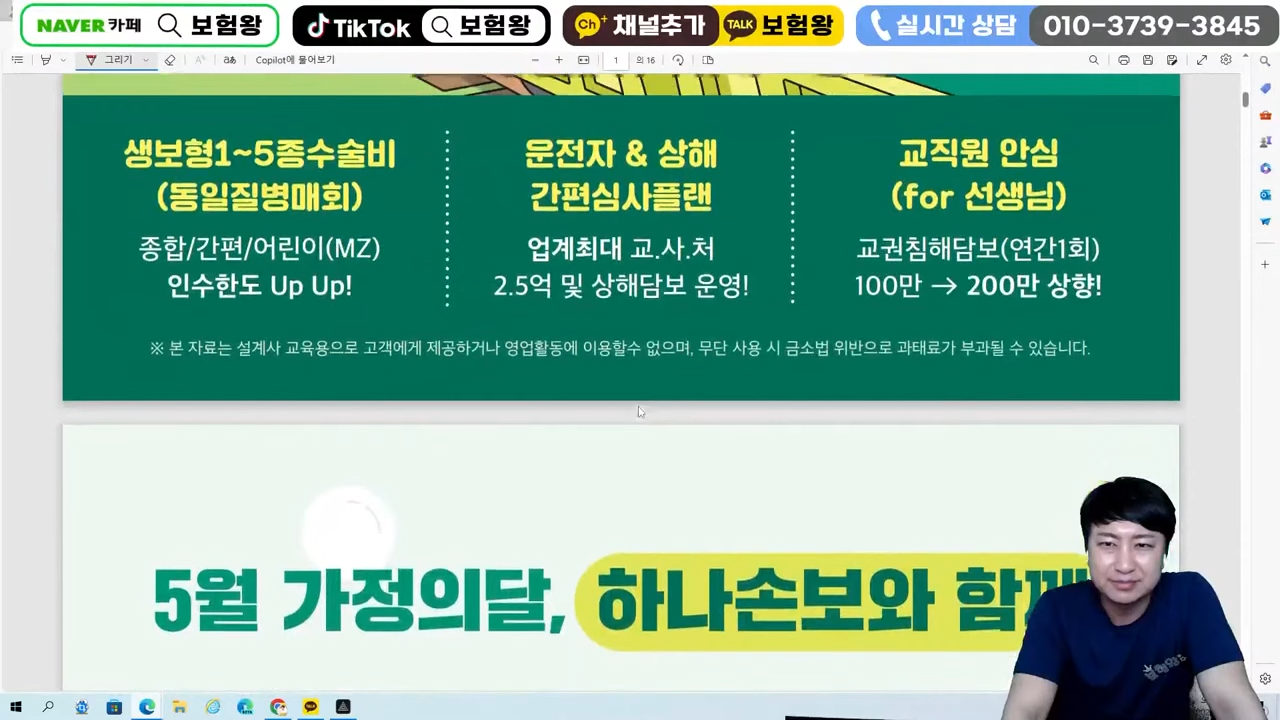 NAVER 카페 보험왕
TikTok 보험왕
Ch+ 채널추가 TALK 보험왕
실시간 상담 010-3739-3845
그리기
가あ
Copilot에 물어보기
1 의 16
생보형1~5종수술비
(동일질병매회)
종합/간편/어린이(MZ)
인수한도 Up Up!
운전자 & 상해
간편심사플랜
업계최대 교.사.처
2.5억 및 상해담보 운영!
교직원 안심
(for 선생님)
교권침해담보(연간1회)
100만 → 200만 상향!
※ 본 자료는 설계사 교육용으로 고객에게 제공하거나 영업활동에 이용할수 없으며, 무단 사용 시 금소법 위반으로 과태료가 부과될 수 있습니다.
5월 가정의달, 하나손보와
보험왕